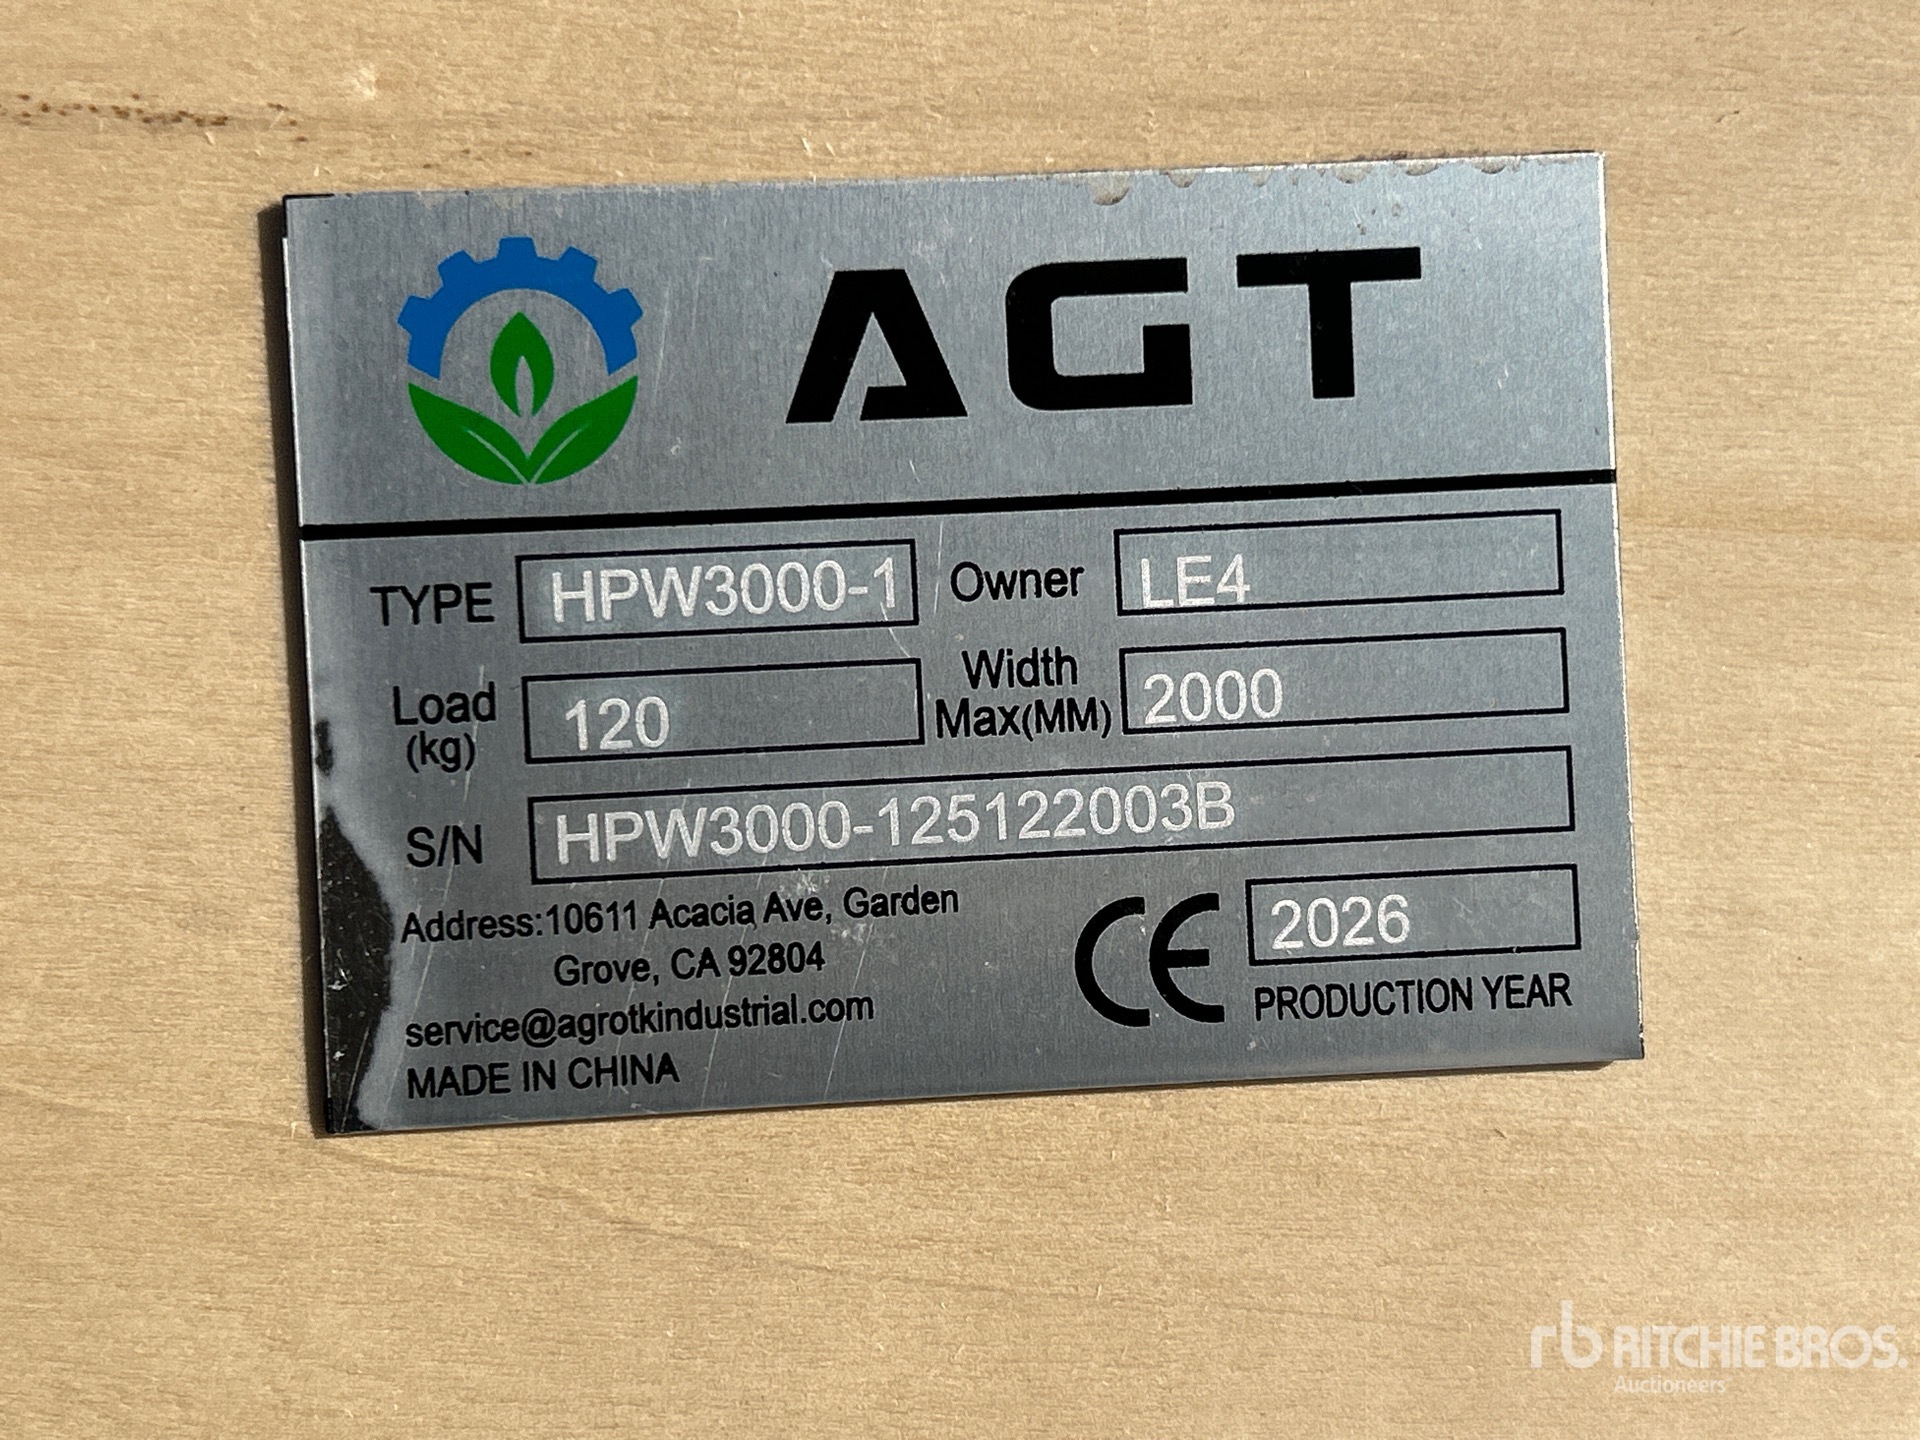 AGT
TYPE HPW3000-1 Owner LE4
Load (kg) 120 Width Max(MM) 2000
S/N HPW3000-125122003B
Address:10611 Acacia Ave, Garden
Grove, CA 92804
service@agrotkindustrial.com
MADE IN CHINA
CE 2026
PRODUCTION YEAR
rb RITCHIE BROS.
Auctioneers